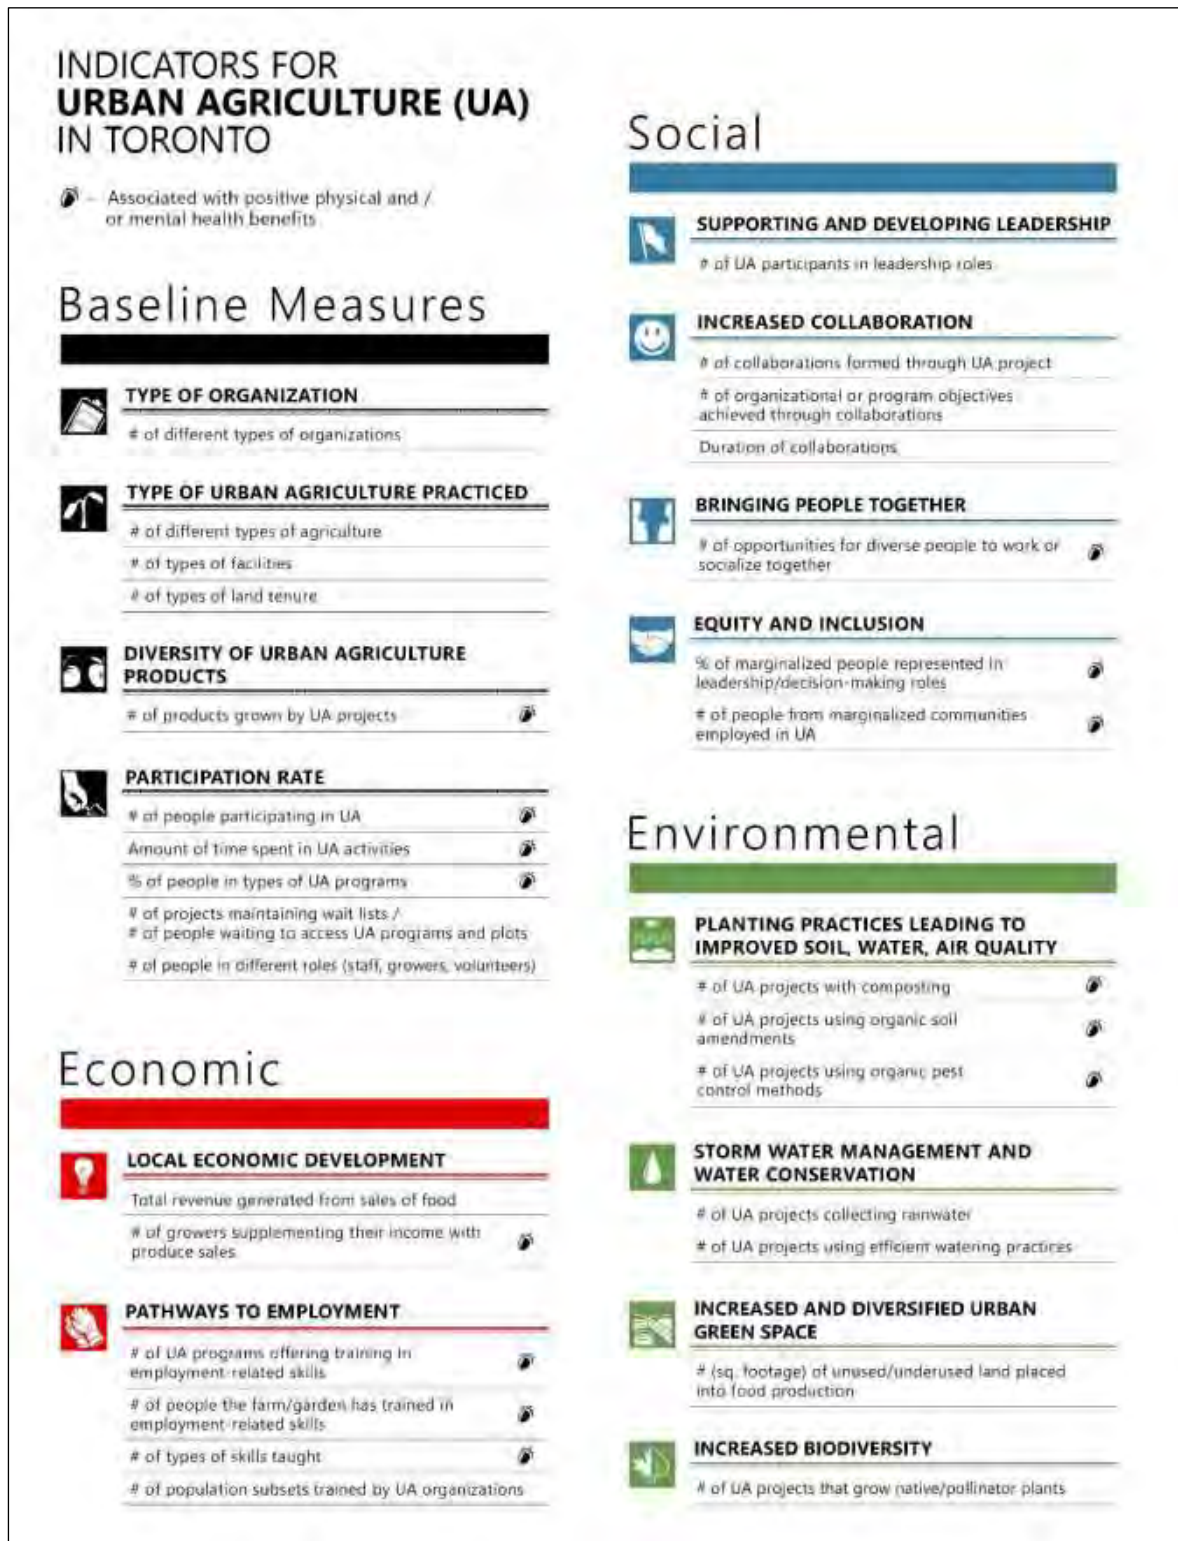 INDICATORS FOR
URBAN AGRICULTURE (UA)
IN TORONTO
– Associated with positive physical and /
or mental health benefits
Baseline Measures
TYPE OF ORGANIZATION
# of different types of organizations
TYPE OF URBAN AGRICULTURE PRACTICED
# of different types of agriculture
# of types of facilities
# of types of land tenure
DIVERSITY OF URBAN AGRICULTURE
PRODUCTS
# of products grown by UA projects
PARTICIPATION RATE
# of people participating in UA
Amount of time spent in UA activities
% of people in types of UA programs
# of projects maintaining wait lists /
# of people waiting to access UA programs and plots
# of people in different roles (staff, growers, volunteers)
Economic
LOCAL ECONOMIC DEVELOPMENT
Total revenue generated from sales of food
# of growers supplementing their income with
produce sales
PATHWAYS TO EMPLOYMENT
# of UA programs offering training in
employment-related skills
# of people the farm/garden has trained in
employment-related skills
# of types of skills taught
# of population subsets trained by UA organizations
Social
SUPPORTING AND DEVELOPING LEADERSHIP
# of UA participants in leadership roles
INCREASED COLLABORATION
# of collaborations formed through UA project
# of organizational or program objectives
achieved through collaborations
Duration of collaborations
BRINGING PEOPLE TOGETHER
# of opportunities for diverse people to work or
socialize together
EQUITY AND INCLUSION
% of marginalized people represented in
leadership/decision-making roles
# of people from marginalized communities
employed in UA
Environmental
PLANTING PRACTICES LEADING TO
IMPROVED SOIL, WATER, AIR QUALITY
# of UA projects with composting
# of UA projects using organic soil
amendments
# of UA projects using organic pest
control methods
STORM WATER MANAGEMENT AND
WATER CONSERVATION
# of UA projects collecting rainwater
# of UA projects using efficient watering practices
INCREASED AND DIVERSIFIED URBAN
GREEN SPACE
# (sq. footage) of unused/underused land placed
into food production
INCREASED BIODIVERSITY
# of UA projects that grow native/pollinator plants